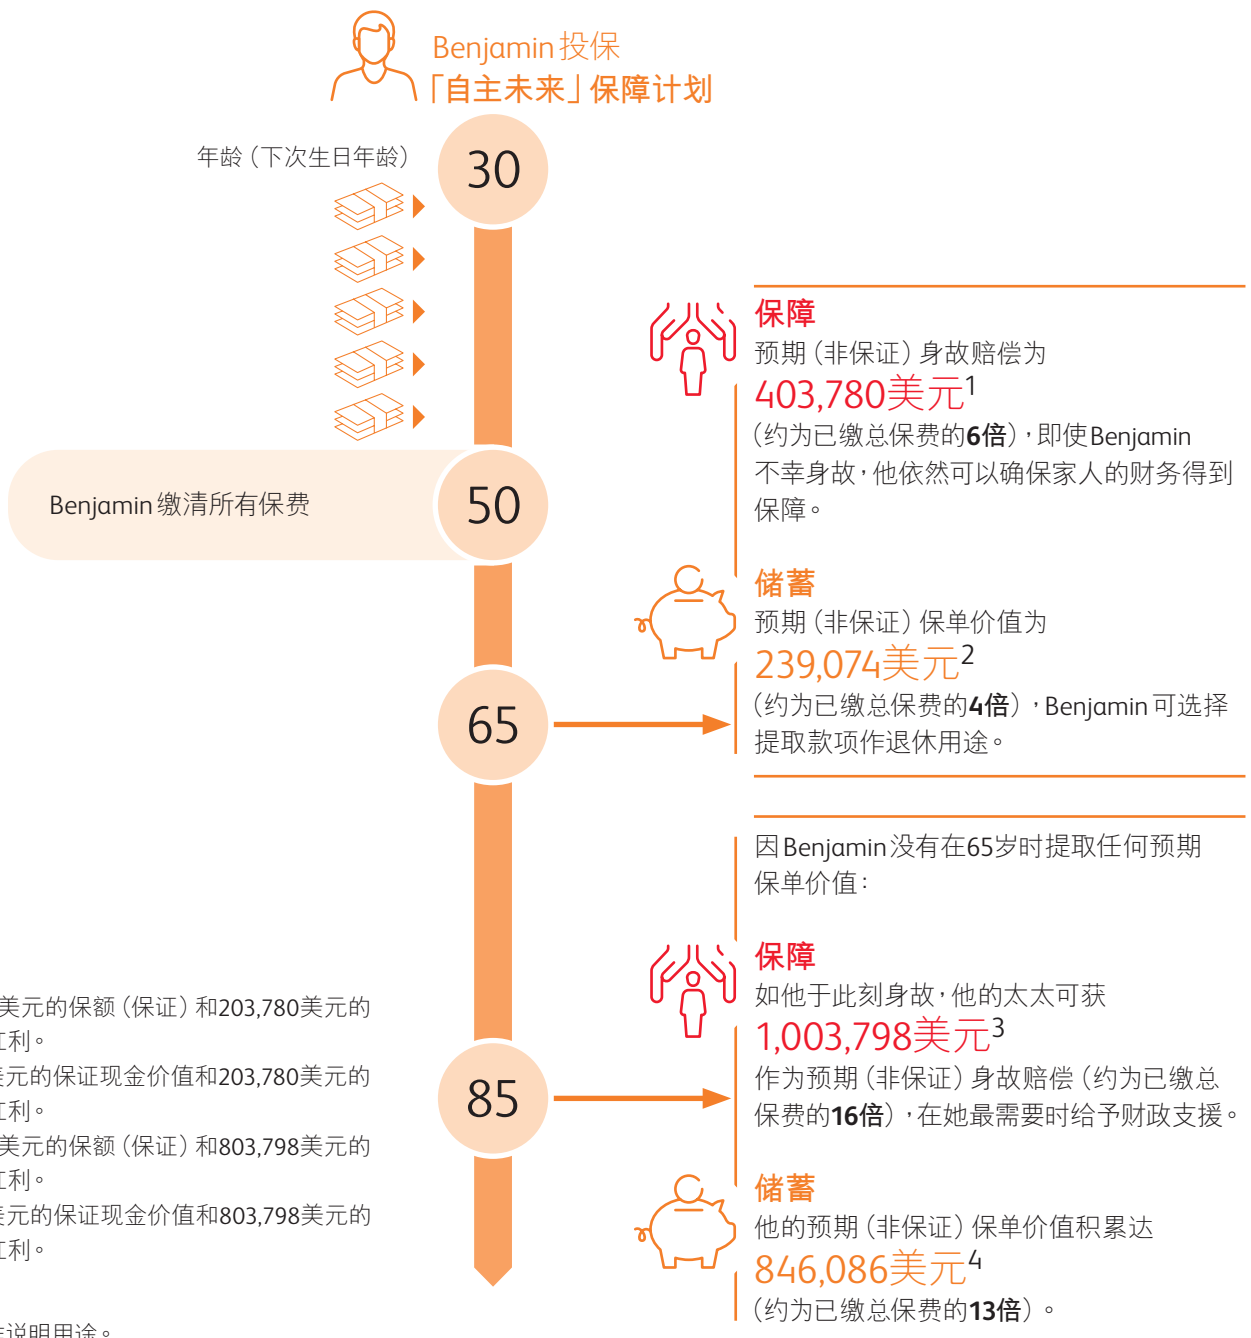 Benjamin投保
「自主未来」保障计划
年龄（下次生日年龄）
30
保障
预期（非保证）身故赔偿为
403,780美元1
（约为已缴总保费的6倍），即使Benjamin
不幸身故，他依然可以确保家人的财务得到
保障。
Benjamin缴清所有保费
50
储蓄
预期（非保证）保单价值为
239,074美元2
（约为已缴总保费的4倍），Benjamin可选择
提取款项作退休用途。
65
因Benjamin没有在65岁时提取任何预期
保单价值：
保障
如他于此刻身故，他的太太可获
1,003,798美元3
作为预期（非保证）身故赔偿（约为已缴总
保费的16倍），在她最需要时给予财政支援。
85
储蓄
他的预期（非保证）保单价值积累达
846,086美元4
（约为已缴总保费的13倍）。
美元的保额（保证）和203,780美元的
红利。
美元的保证现金价值和203,780美元的
红利。
美元的保额（保证）和803,798美元的
红利。
美元的保证现金价值和803,798美元的
红利。
说明用途。